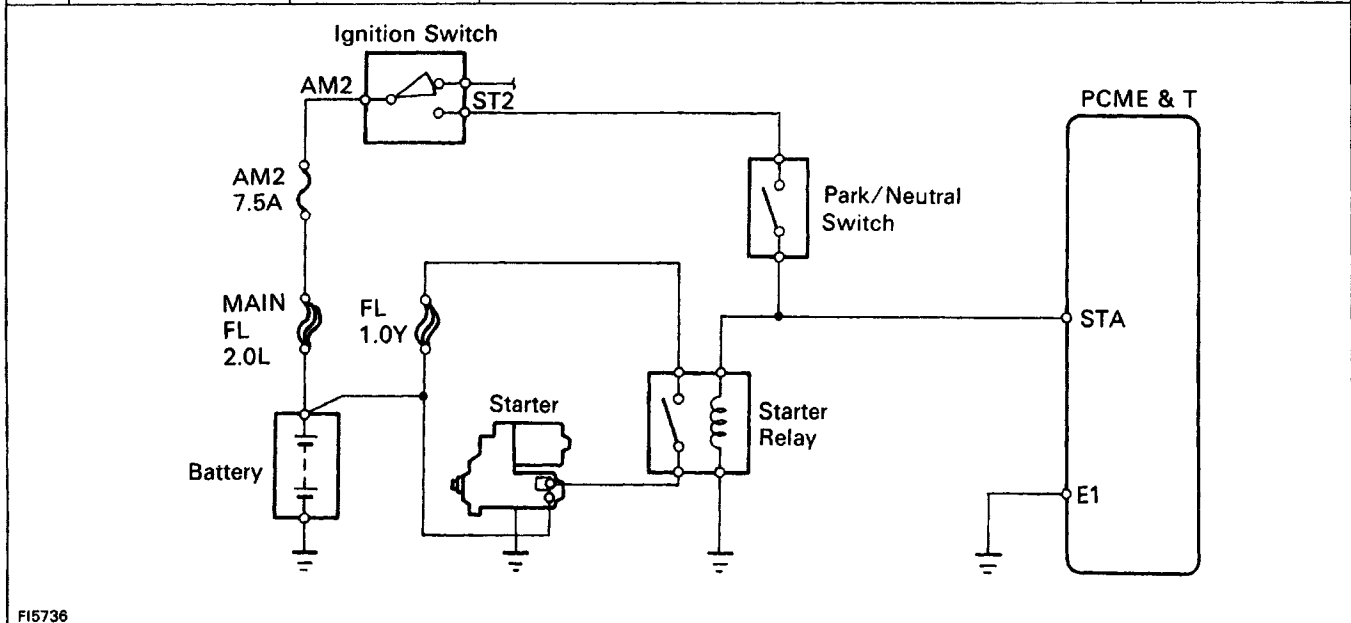 Ignition Switch
AM2
ST2
PCME & T
AM2
7.5A
Park/Neutral
Switch
MAIN
FL
2.0L
FL
1.0Y
STA
Starter
Starter
Relay
Battery
E1
FI5736